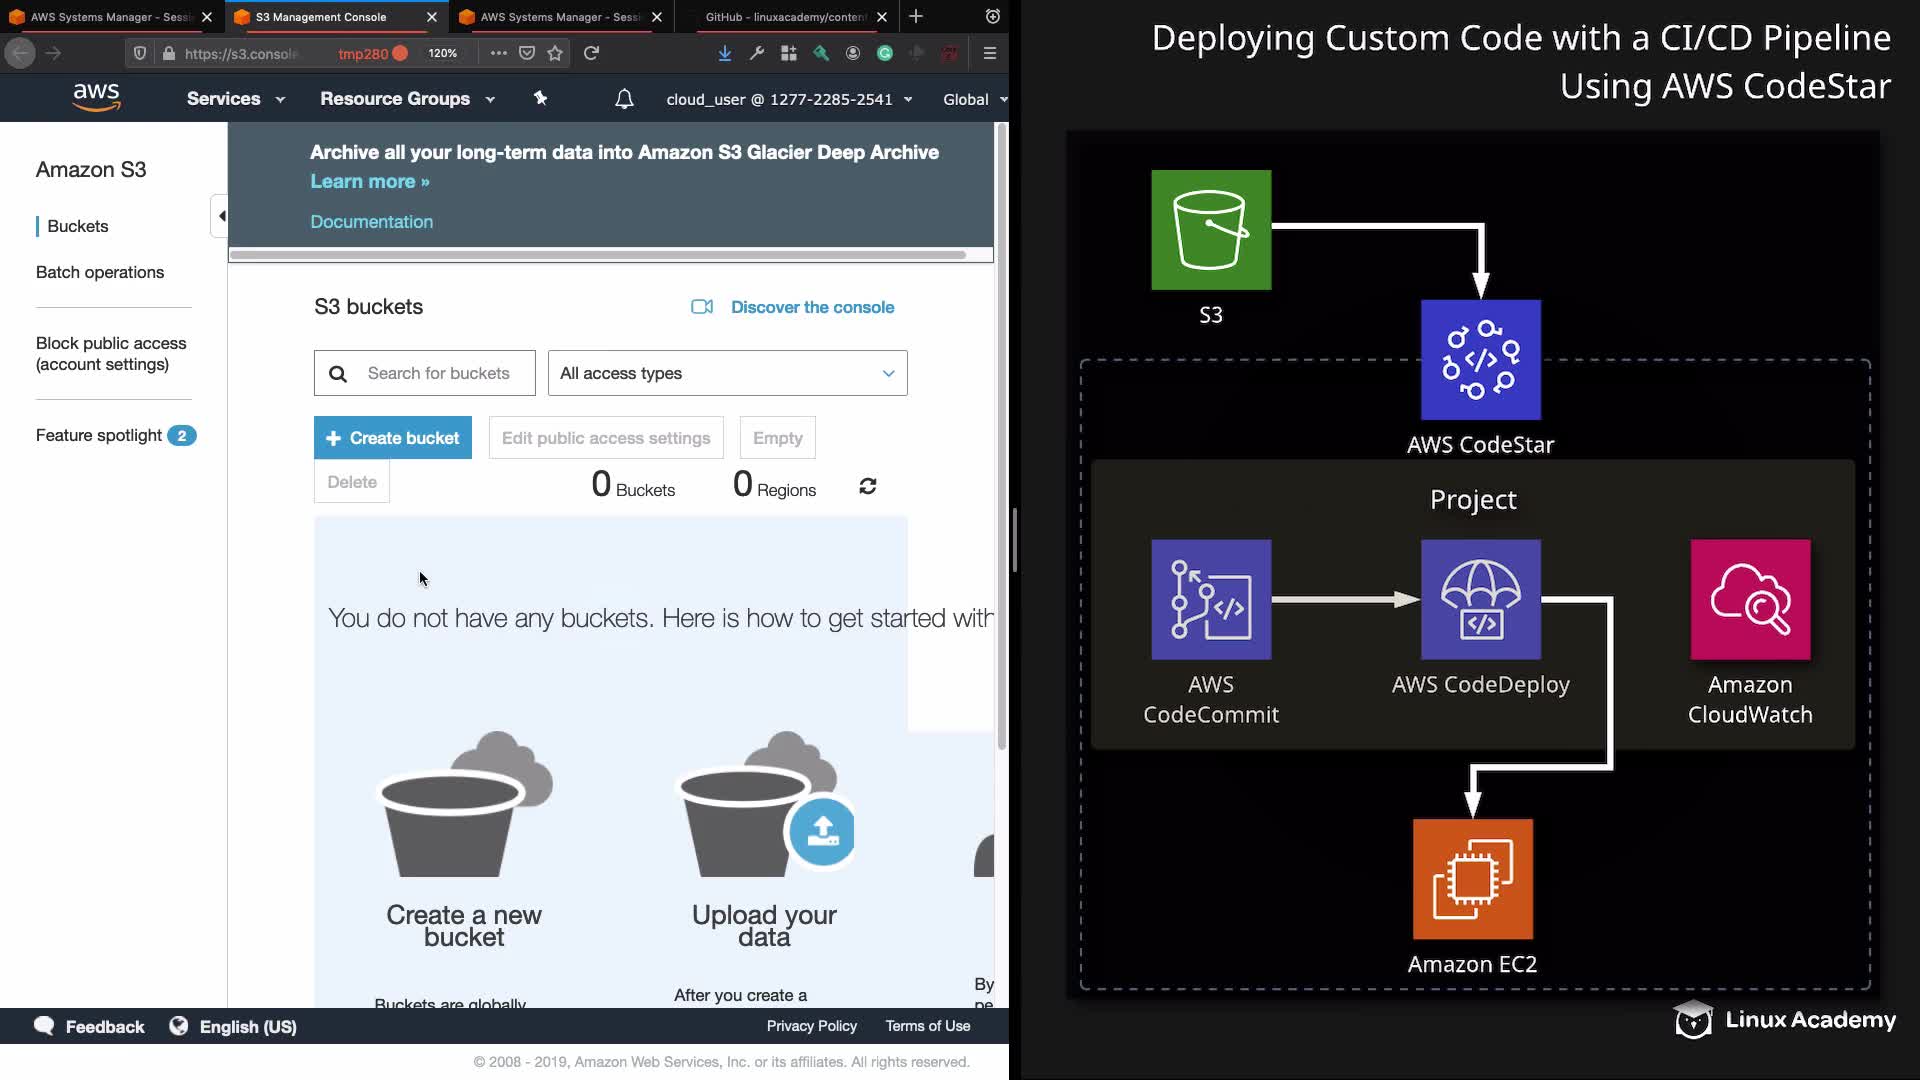 AWS Systems Manager - Sessi
S3 Management Console
AWS Systems Manager - Sessi
GitHub - linuxacademy/content
https://s3.console
tmp280
120%
aws
Services
Resource Groups
cloud_user @ 1277-2285-2541
Global
Amazon S3
Buckets
Batch operations
Block public access
(account settings)
Feature spotlight 2
Archive all your long-term data into Amazon S3 Glacier Deep Archive
Learn more »
Documentation
S3 buckets
Discover the console
Search for buckets
All access types
+ Create bucket
Edit public access settings
Empty
Delete
0 Buckets
0 Regions
You do not have any buckets. Here is how to get started with
Create a new
bucket
Upload your
data
Buckets are globally
After you create a
By
pe
Feedback
English (US)
Privacy Policy
Terms of Use
© 2008 - 2019, Amazon Web Services, Inc. or its affiliates. All rights reserved.
Deploying Custom Code with a CI/CD Pipeline
Using AWS CodeStar
S3
AWS CodeStar
Project
AWS
CodeCommit
AWS CodeDeploy
Amazon
CloudWatch
Amazon EC2
Linux Academy